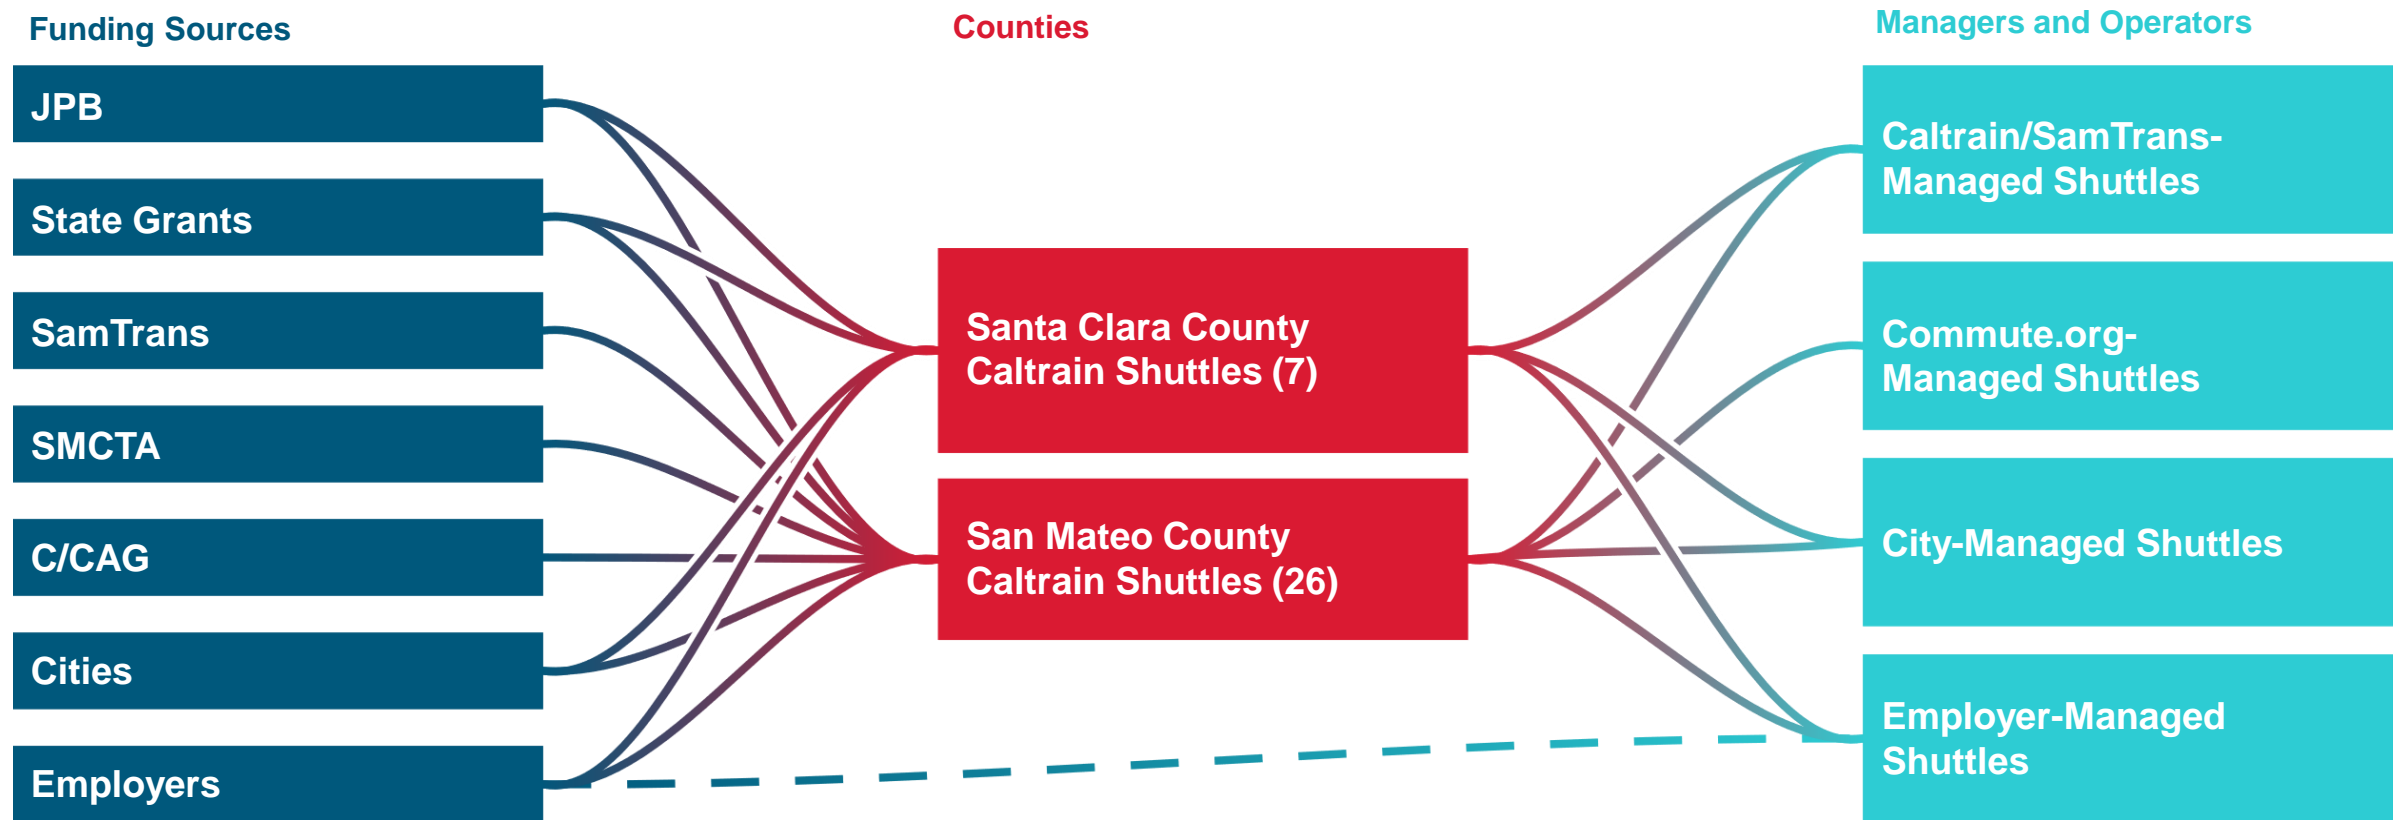 Funding Sources
JPB
State Grants
SamTrans
SMCTA
C/CAG
Cities
Employers
Counties
Santa Clara County
Caltrain Shuttles (7)
San Mateo County
Caltrain Shuttles (26)
Managers and Operators
Caltrain/SamTrans-
Managed Shuttles
Commute.org-
Managed Shuttles
City-Managed Shuttles
Employer-Managed
Shuttles